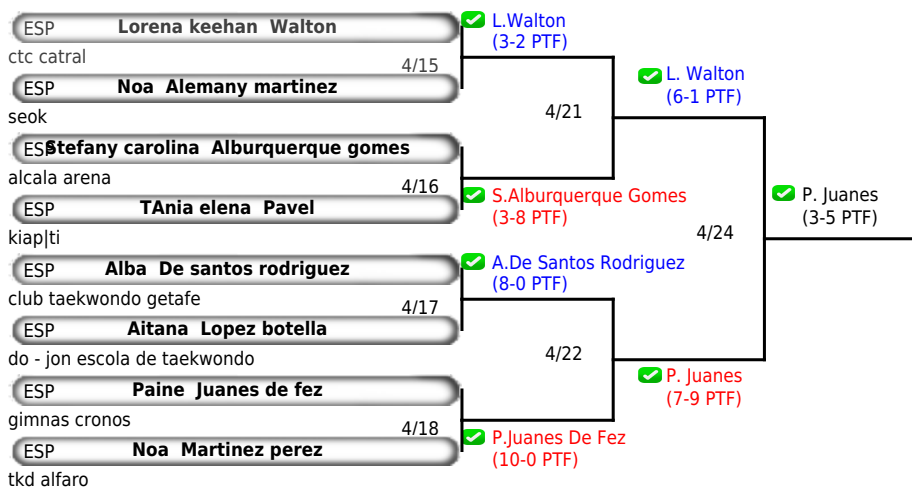 ESP Lorena keehan Walton
ctc catral
4/15
ESP Noa Alemany martinez
seok
L.Walton
(3-2 PTF)
ESP Stefany carolina Alburquerque gomes
alcala arena
4/16
ESP TAnia elena Pavel
kiap|ti
S.Alburquerque Gomes
(3-8 PTF)
4/21
L. Walton
(6-1 PTF)
ESP Alba De santos rodriguez
club taekwondo getafe
4/17
ESP Aitana Lopez botella
do - jon escola de taekwondo
A.De Santos Rodriguez
(8-0 PTF)
ESP Paine Juanes de fez
gimnas cronos
4/18
ESP Noa Martinez perez
tkd alfaro
P.Juanes De Fez
(10-0 PTF)
4/22
P. Juanes
(7-9 PTF)
4/24
P. Juanes
(3-5 PTF)